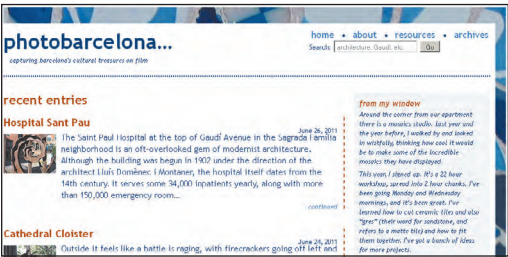 photobarcelona...
capturing barcelona's cultural treasures on film
home • about • resources • archives
Search: architecture, Gaudí, etc. Go
recent entries
Hospital Sant Pau
June 26, 2011
The Saint Paul Hospital at the top of Gaudí Avenue in the Sagrada Família
neighborhood is an oft-overlooked gem of modernist architecture.
Although the building was begun in 1902 under the direction of the
architect Lluís Domènec i Montaner, the hospital itself dates from the
14th century. It serves some 34,000 inpatients yearly, along with more
than 150,000 emergency room...
continued
Cathedral Cloister
June 24, 2011
Outside it feels like a battle is raging, with firecrackers going off left and
from my window
Around the corner from our apartment
there is a mosaics studio. Last year and
the year before, I walked by and looked
in wistfully, thinking how cool it would
be to make some of the incredible
mosaics they have displayed.
This year, I signed up. It's a 22 hour
workshop, spread into 2 hour chunks. I've
been going Monday and Wednesday
mornings, and it's been great. I've
learned how to cut ceramic tiles and also
"gres" (their word for sandstone, and
refers to a matte tile) and how to fit
them together. I've got a bunch of ideas
for more projects.